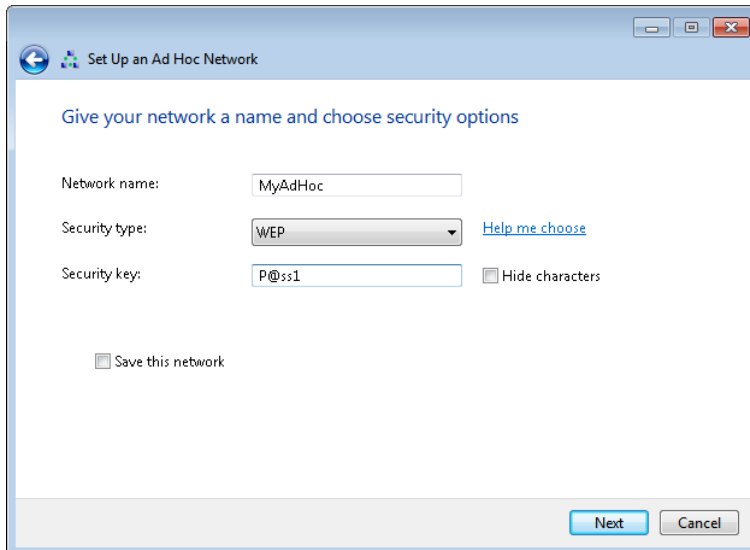 Set Up an Ad Hoc Network
Give your network a name and choose security options
Network name: MyAdHoc
Security type: WEP Help me choose
Security key: P@ss1 Hide characters
Save this network
Next Cancel